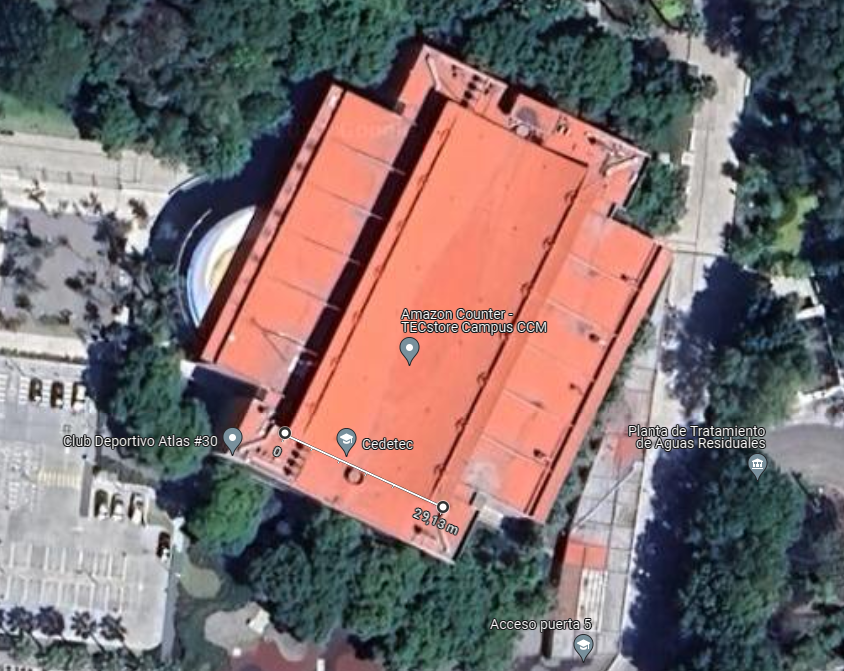 Amazon Counter -
TECstore Campus CCM
Club Deportivo Atlas #30
Cedetec
0
29,13 m
Planta de Tratamiento
de Aguas Residuales
Acceso puerta 5